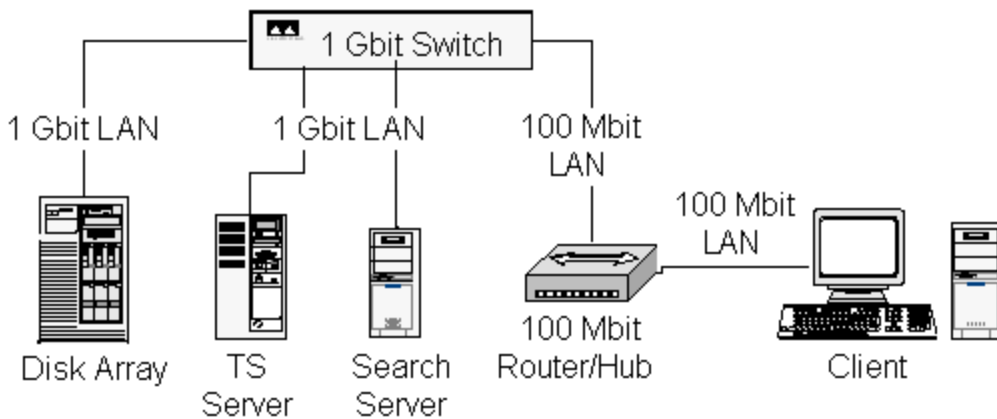 1 Gbit Switch
1 Gbit LAN
1 Gbit LAN
100 Mbit
LAN
100 Mbit
LAN
Disk Array
TS
Server
Search
Server
100 Mbit
Router/Hub
Client